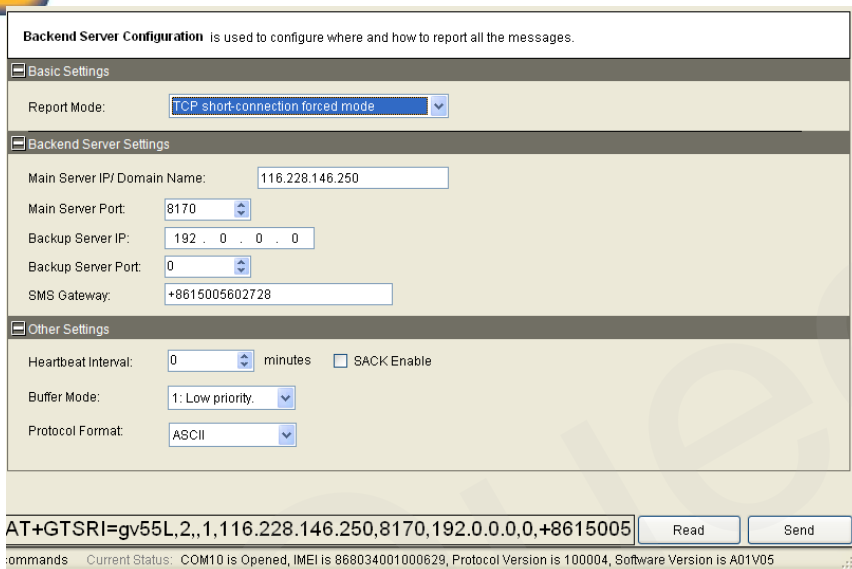 Backend Server Configuration is used to configure where and how to report all the messages.
Basic Settings
Report Mode: TCP short-connection forced mode
Backend Server Settings
Main Server IP/ Domain Name: 116.228.146.250
Main Server Port: 8170
Backup Server IP: 192 . 0 . 0 . 0
Backup Server Port: 0
SMS Gateway: +8615005602728
Other Settings
Heartbeat Interval: 0 minutes SACK Enable
Buffer Mode: 1: Low priority.
Protocol Format: ASCII
AT+GTSRI=gv55L,2,,1,116.228.146.250,8170,192.0.0.0,0,+8615005 Read Send
ommands Current Status: COM10 is Opened, IMEI is 868034001000629, Protocol Version is 100004, Software Version is A01V05